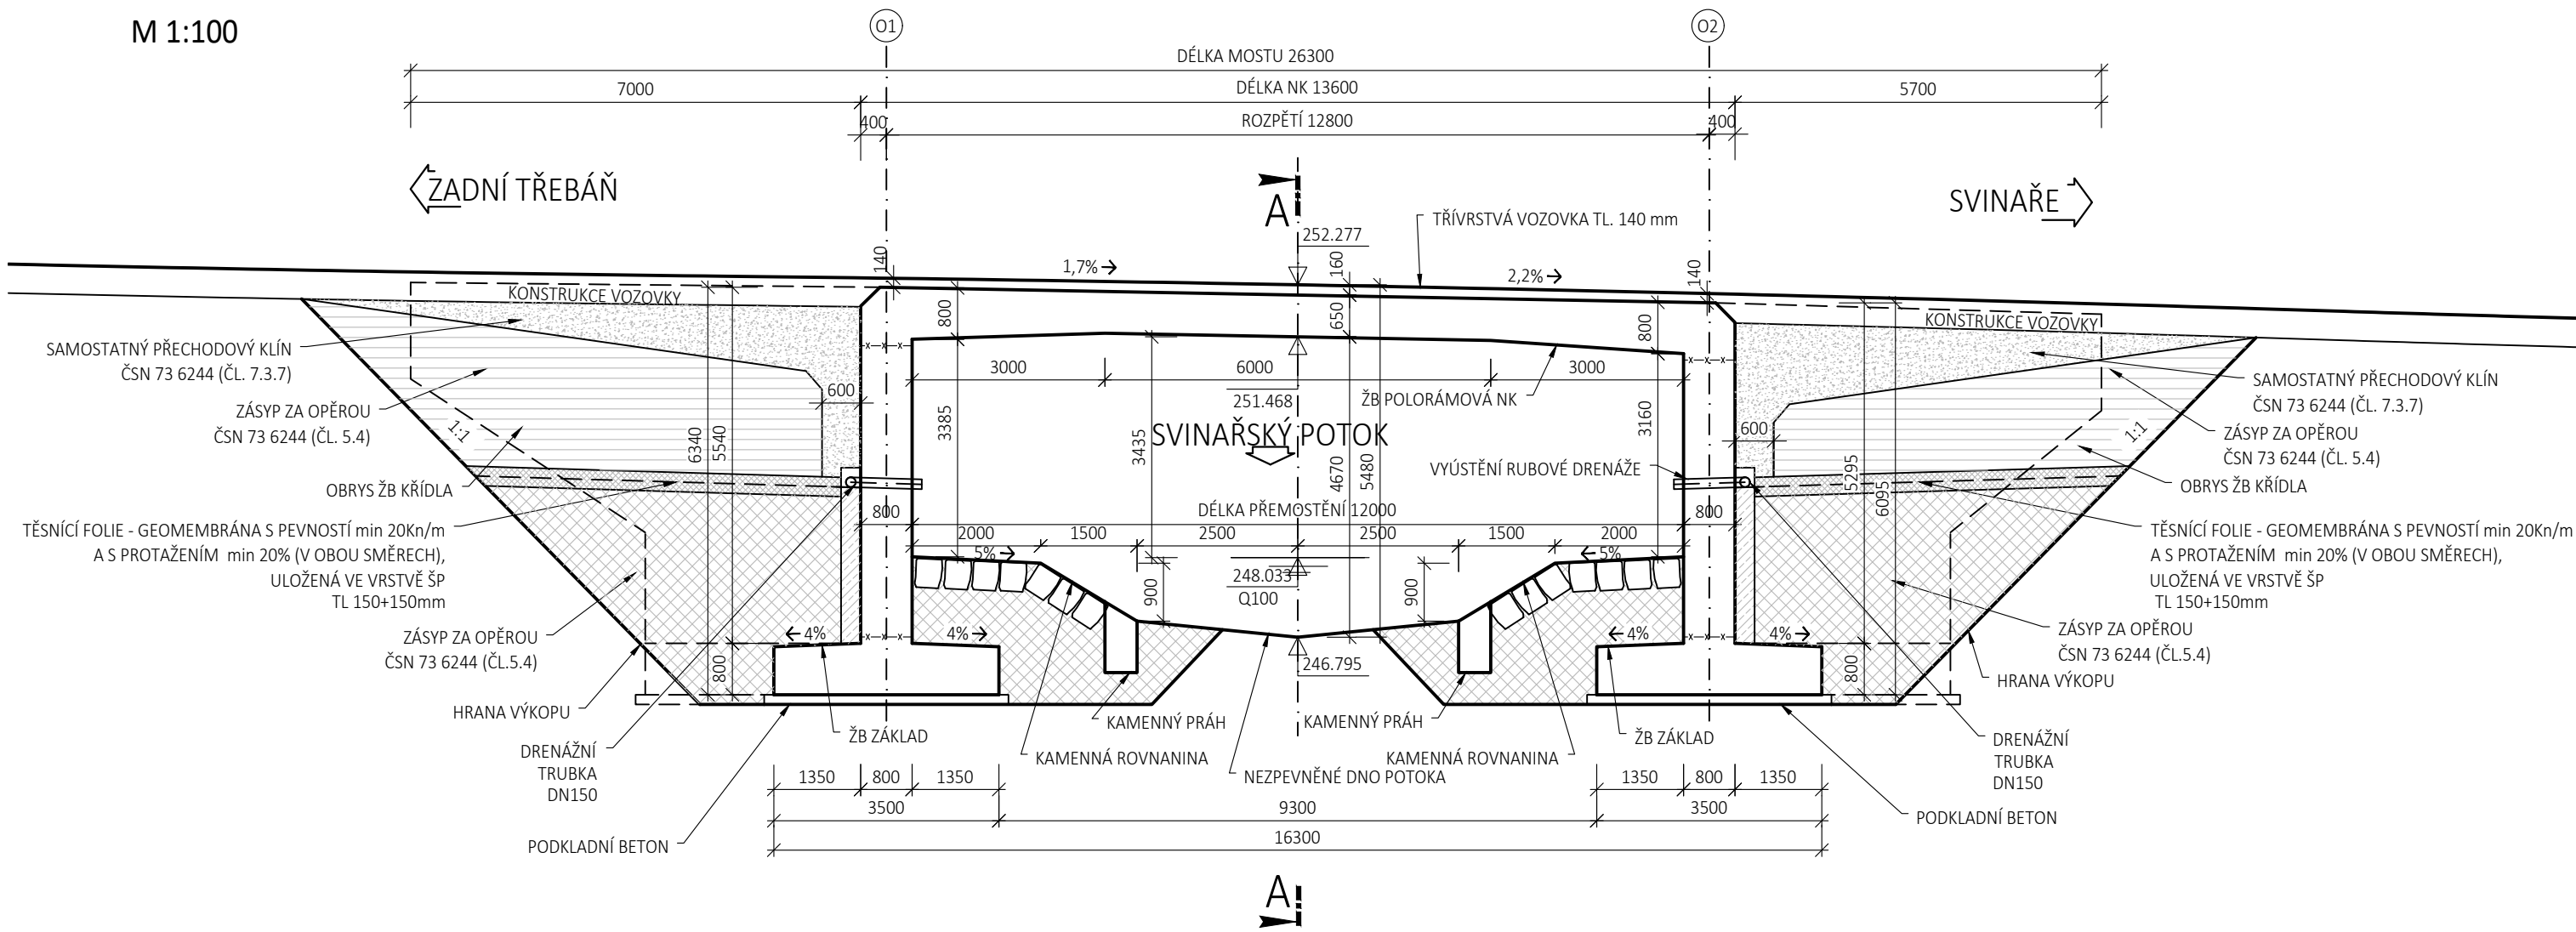 M 1:100
O1
O2
DÉLKA MOSTU 26300
7000
DÉLKA NK 13600
5700
400
ROZPĚTÍ 12800
400
ZADNÍ TŘEBÁŇ
A
SVINAŘE
TŘÍVRSTVÁ VOZOVKA TL. 140 mm
252.277
140
1,7%
160
2,2%
140
KONSTRUKCE VOZOVKY
KONSTRUKCE VOZOVKY
800
650
800
SAMOSTATNÝ PŘECHODOVÝ KLÍN
ČSN 73 6244 (ČL. 7.3.7)
SAMOSTATNÝ PŘECHODOVÝ KLÍN
ČSN 73 6244 (ČL. 7.3.7)
3000
6000
3000
600
251.468
ŽB POLORÁMOVÁ NK
ZÁSYP ZA OPĚROU
ČSN 73 6244 (ČL. 5.4)
ZÁSYP ZA OPĚROU
ČSN 73 6244 (ČL. 5.4)
1:1
6340
5540
3385
3435
SVINAŘSKÝ POTOK
4670
5480
3160
600
1:1
VYÚSTĚNÍ RUBOVÉ DRENÁŽE
5295
6095
OBRYS ŽB KŘÍDLA
OBRYS ŽB KŘÍDLA
800
DÉLKA PŘEMOSTĚNÍ 12000
800
2000
1500
2500
2500
1500
2000
TĚSNÍCÍ FOLIE - GEOMEMBRÁNA S PEVNOSTÍ min 20Kn/m
A S PROTAŽENÍM min 20% (V OBOU SMĚRECH),
ULOŽENÁ VE VRSTVĚ ŠP
TL 150+150mm
TĚSNÍCÍ FOLIE - GEOMEMBRÁNA S PEVNOSTÍ min 20Kn/m
A S PROTAŽENÍM min 20% (V OBOU SMĚRECH),
ULOŽENÁ VE VRSTVĚ ŠP
TL 150+150mm
5%
5%
900
248.033
Q100
900
ZÁSYP ZA OPĚROU
ČSN 73 6244 (ČL.5.4)
ZÁSYP ZA OPĚROU
ČSN 73 6244 (ČL.5.4)
4%
4%
4%
4%
800
246.795
800
HRANA VÝKOPU
HRANA VÝKOPU
KAMENNÝ PRÁH
KAMENNÝ PRÁH
ŽB ZÁKLAD
ŽB ZÁKLAD
KAMENNÁ ROVNANINA
KAMENNÁ ROVNANINA
NEZPEVNĚNÉ DNO POTOKA
DRENÁŽNÍ
TRUBKA
DN150
DRENÁŽNÍ
TRUBKA
DN150
1350
800
1350
1350
800
1350
3500
9300
3500
16300
PODKLADNÍ BETON
PODKLADNÍ BETON
A